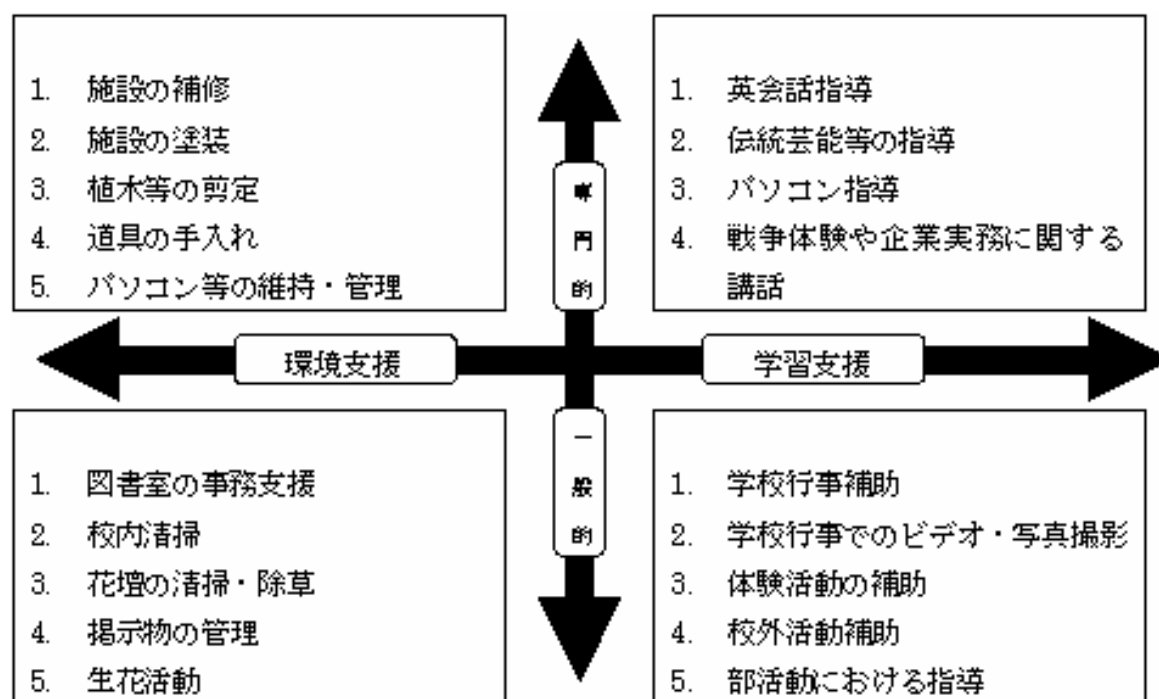 1. 施設の補修
2. 施設の塗装
3. 植木等の剪定
4. 道具の手入れ
5. パソコン等の維持・管理
専門的
1. 英会話指導
2. 伝統芸能等の指導
3. パソコン指導
4. 戦争体験や企業実務に関する
講話
環境支援
学習支援
一般的
1. 図書室の事務支援
2. 校内清掃
3. 花壇の清掃・除草
4. 掲示物の管理
5. 生花活動
1. 学校行事補助
2. 学校行事でのビデオ・写真撮影
3. 体験活動の補助
4. 校外活動補助
5. 部活動における指導